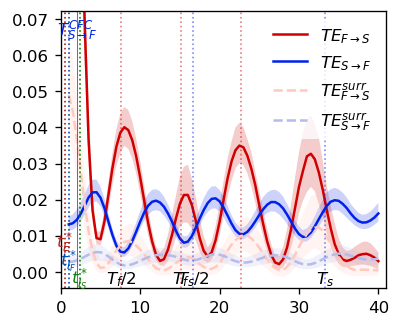 0.07
0.06
0.05
0.04
0.03
0.02
0.01
0.00
0
10
20
30
40
TE_{F→S}
TE_{S→F}
TE^{surr}_{F→S}
TE^{surr}_{S→F}
T_f/2
T_s/2
T_s